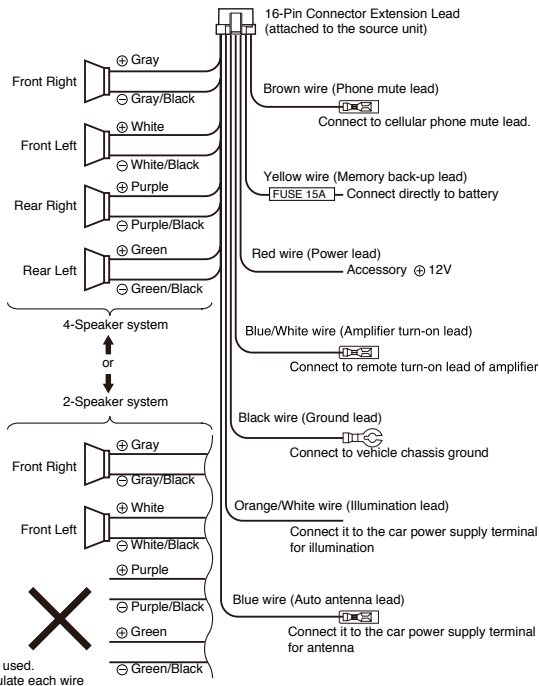 16-Pin Connector Extension Lead
(attached to the source unit)
⊕ Gray
Front Right
⊖ Gray/Black
⊕ White
Front Left
⊖ White/Black
⊕ Purple
Rear Right
⊖ Purple/Black
⊕ Green
Rear Left
⊖ Green/Black
4-Speaker system
or
2-Speaker system
⊕ Gray
Front Right
⊖ Gray/Black
⊕ White
Front Left
⊖ White/Black
⊕ Purple
⊖ Purple/Black
⊕ Green
⊖ Green/Black
used.
ulate each wire
Brown wire (Phone mute lead)
Connect to cellular phone mute lead.
Yellow wire (Memory back-up lead)
FUSE 15A Connect directly to battery
Red wire (Power lead)
Accessory ⊕ 12V
Blue/White wire (Amplifier turn-on lead)
Connect to remote turn-on lead of amplifier
Black wire (Ground lead)
Connect to vehicle chassis ground
Orange/White wire (Illumination lead)
Connect it to the car power supply terminal
for illumination
Blue wire (Auto antenna lead)
Connect it to the car power supply terminal
for antenna